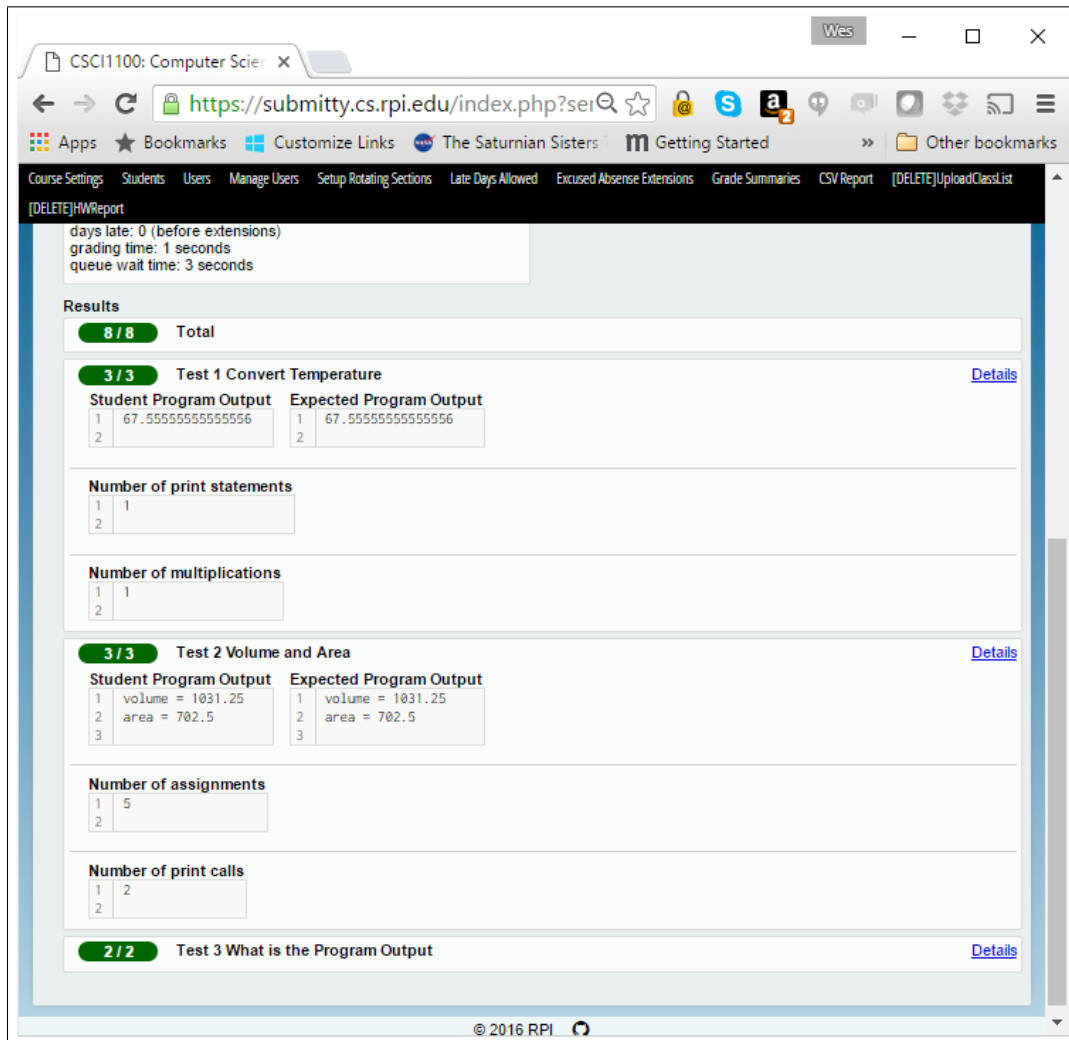 Wes
CSCI1100: Computer Scien
https://submitty.cs.rpi.edu/index.php?ser
2
Apps Bookmarks Customize Links The Saturnian Sisters Getting Started » Other bookmarks
Course Settings Students Users Manage Users Setup Rotating Sections Late Days Allowed Excused Absense Extensions Grade Summaries CSV Report [DELETE]UploadClassList
[DELETE]HWReport
days late: 0 (before extensions)
grading time: 1 seconds
queue wait time: 3 seconds
Results
8 / 8 Total
3 / 3 Test 1 Convert Temperature Details
Student Program Output Expected Program Output
1 67.55555555555556 1 67.55555555555556
2 2
Number of print statements
1 1
2
Number of multiplications
1 1
2
3 / 3 Test 2 Volume and Area Details
Student Program Output Expected Program Output
1 volume = 1031.25 1 volume = 1031.25
2 area = 702.5 2 area = 702.5
3 3
Number of assignments
1 5
2
Number of print calls
1 2
2
2 / 2 Test 3 What is the Program Output Details
© 2016 RPI